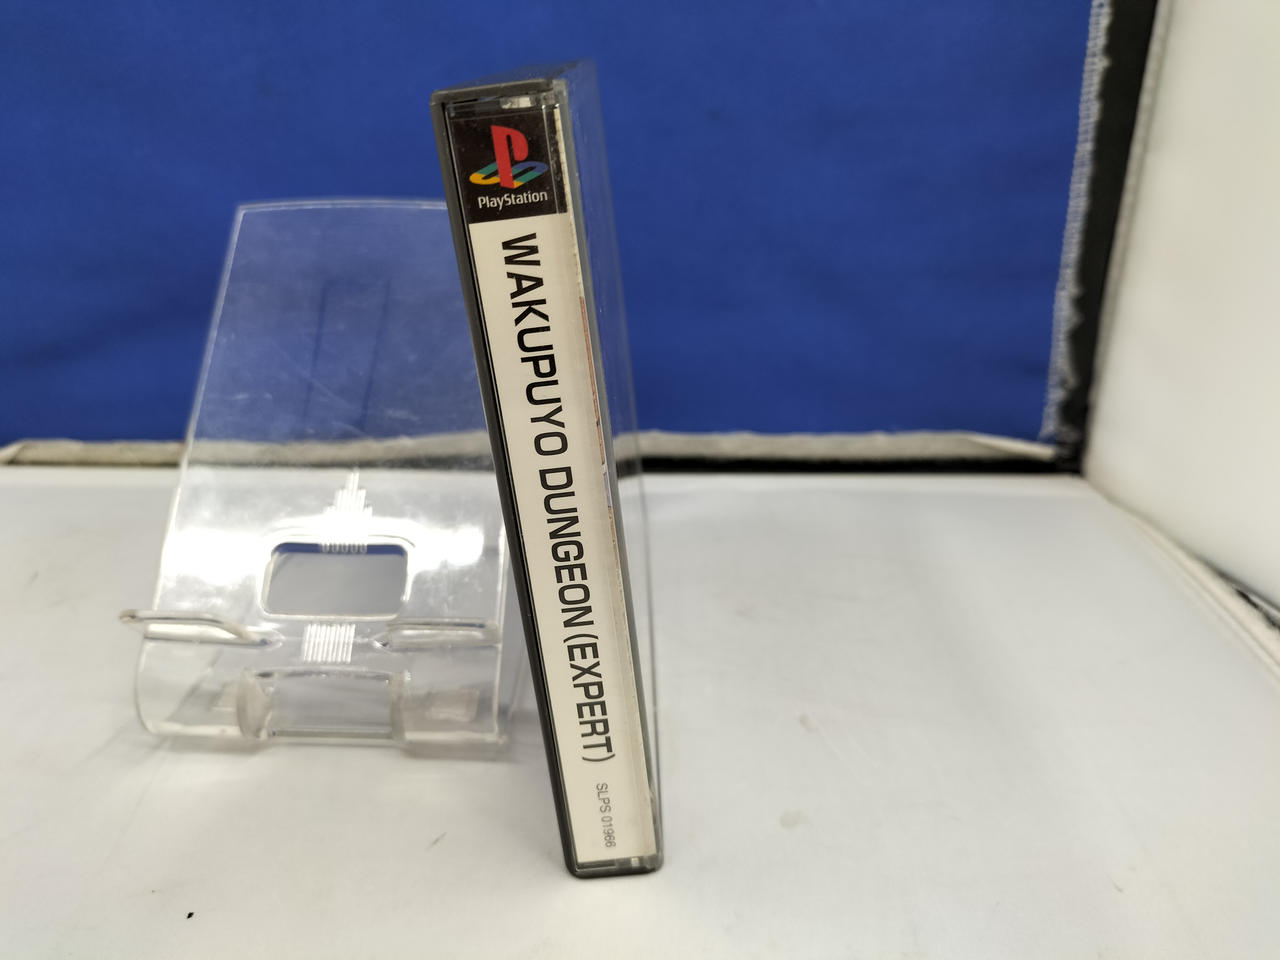 PlayStation
WAKUPUYO DUNGEON (EXPERT)
SLPS 01966